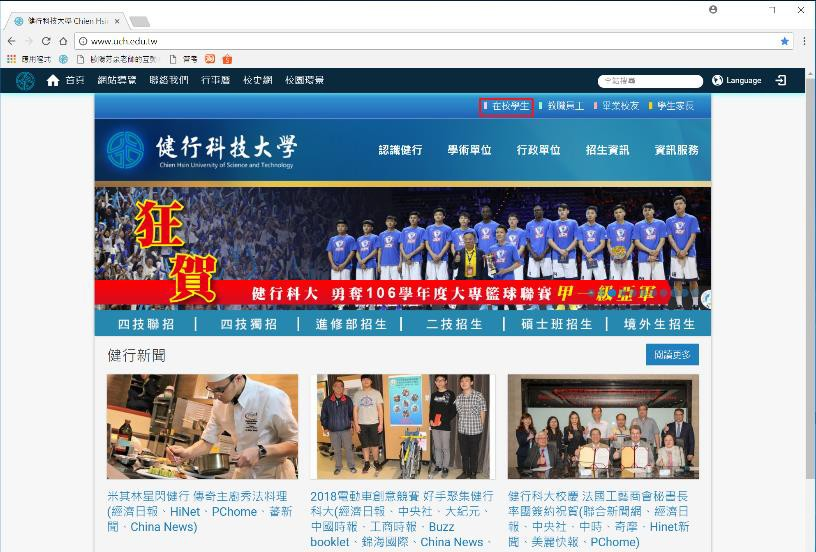 健行科技大學 Chien Hsin
www.uch.edu.tw
應用程式
首頁 網站導覽 聯絡我們 行事曆 校史網 校園環景
全站搜尋
Language
在校學生 教職員工 畢業校友 學生家長
健行科技大學
Chien Hsin University of Science and Technology
認識健行 學術單位 行政單位 招生資訊 資訊服務
狂賀
健行科大 勇奪106學年度大專籃球聯賽甲一級亞軍
四技聯招 四技獨招 進修部招生 二技招生 碩士班招生 境外生招生
健行新聞
閱讀更多
米其林星閃健行 傳奇主廚秀法料理
(經濟日報、HiNet、PChome、蕃新
聞、China News)
2018電動車創意競賽 好手聚集健行
科大(經濟日報、中央社、大紀元、
中國時報、工商時報、Buzz
booklet、錦海國際、China News、
健行科大校慶 法國工藝商會秘書長
率團簽約祝賀(聯合新聞網、經濟日
報、中央社、中時、奇摩、Hinet新
聞、美麗快報、PChome)